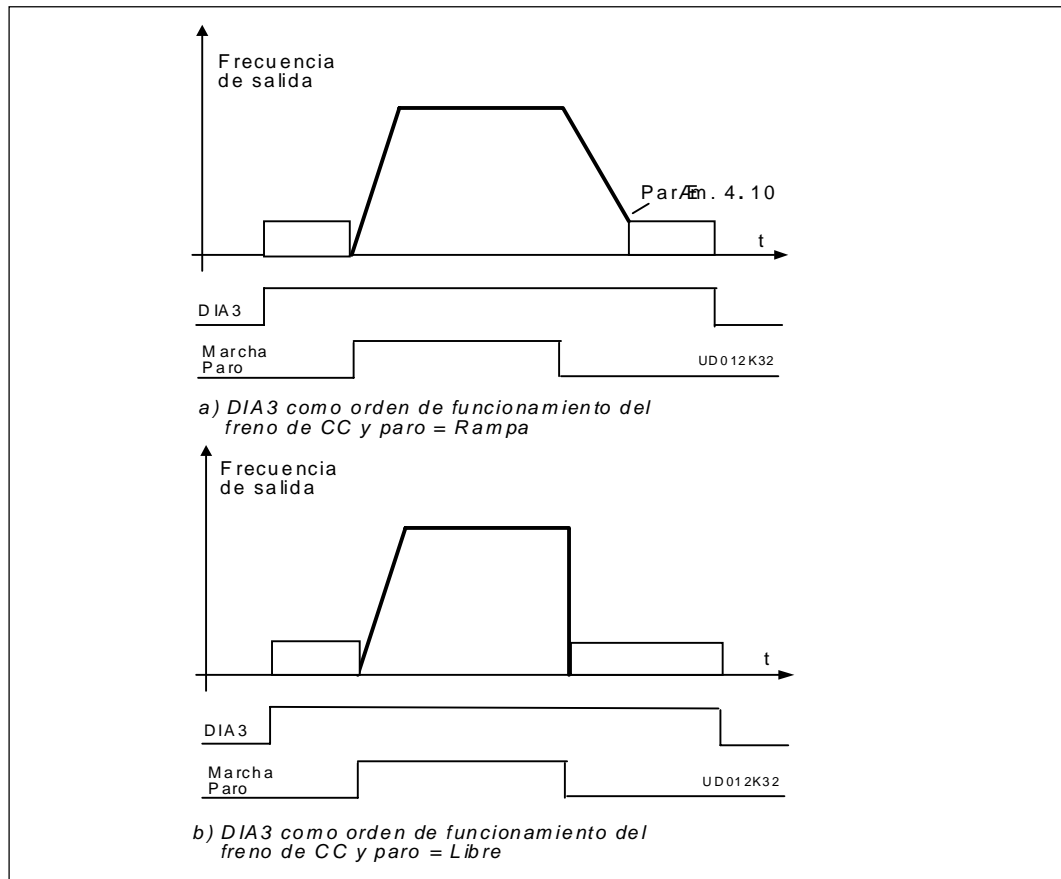 Frecuencia
de salida
ParÆm. 4.10
t
DIA3
Marcha
Paro
UD012K32
a) DIA3 como orden de funcionamiento del
freno de CC y paro = Rampa
Frecuencia
de salida
t
DIA3
Marcha
Paro
UD012K32
b) DIA3 como orden de funcionamiento del
freno de CC y paro = Libre